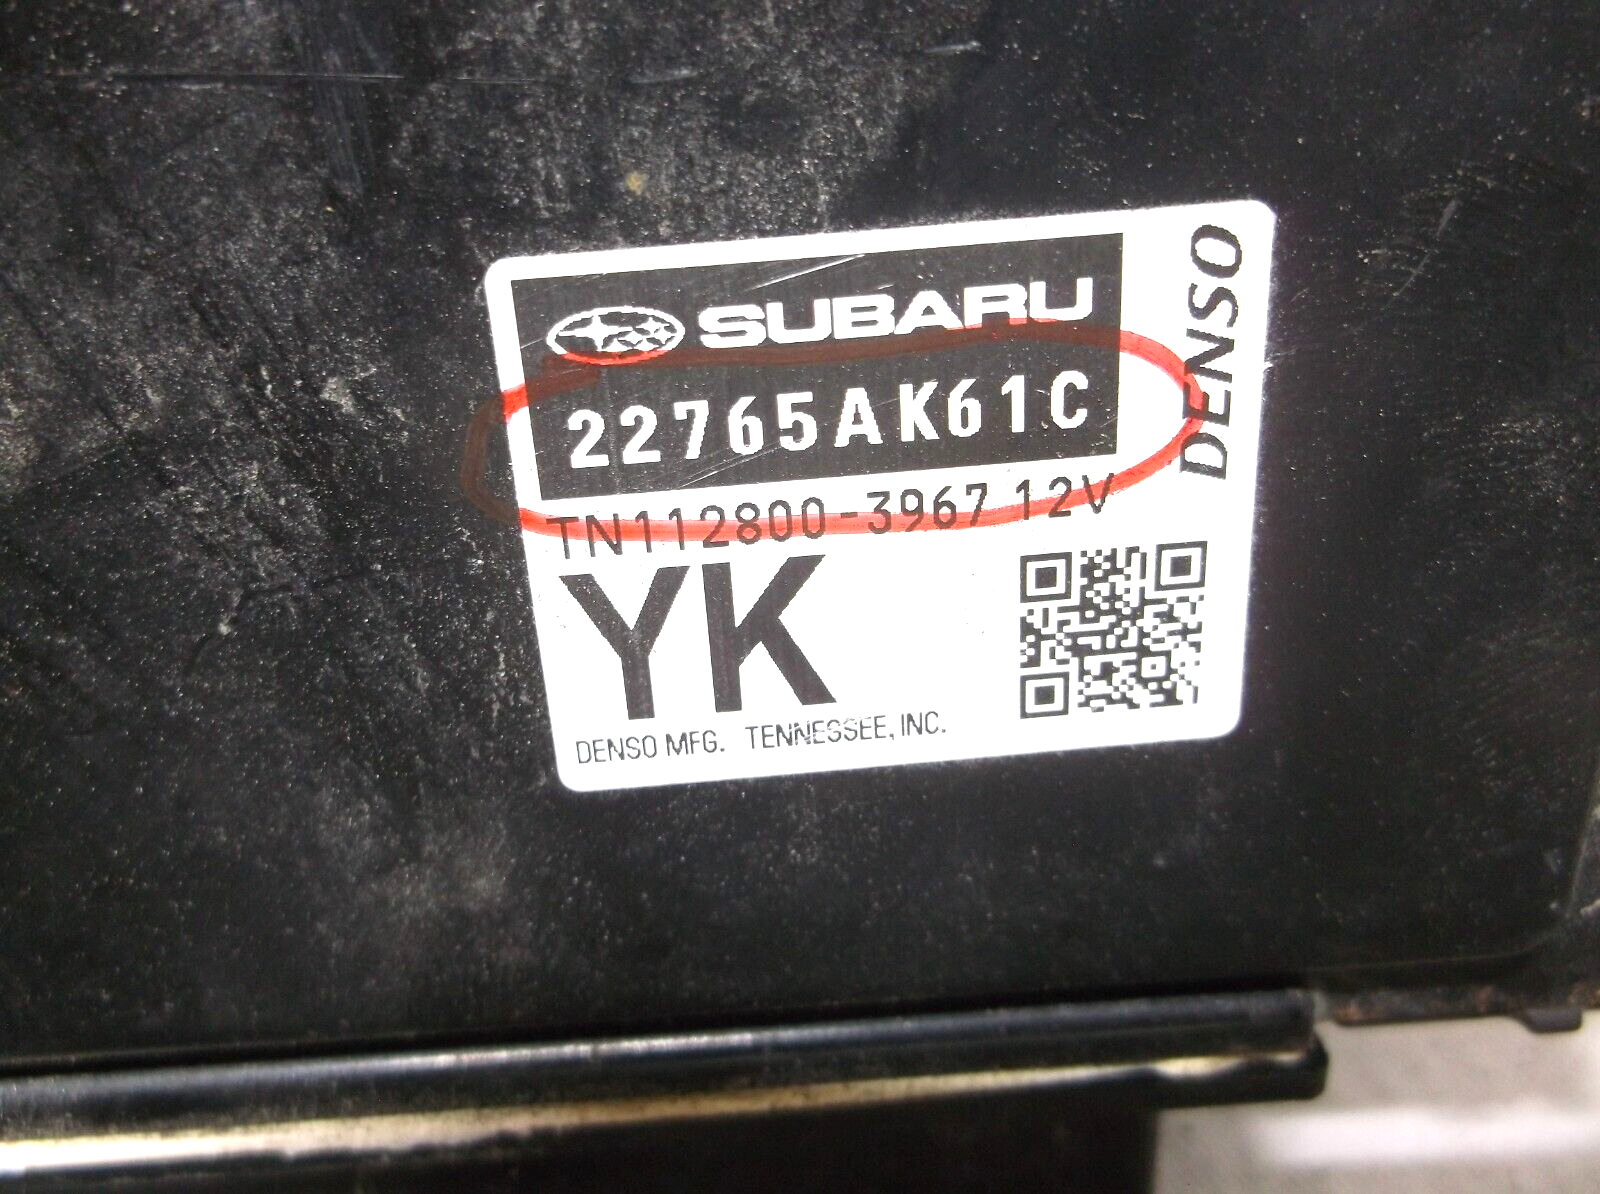 SUBARU
22765AK61C
TN112800-3967 12V
YK
DENSO MFG. TENNESSEE, INC.
DENSO